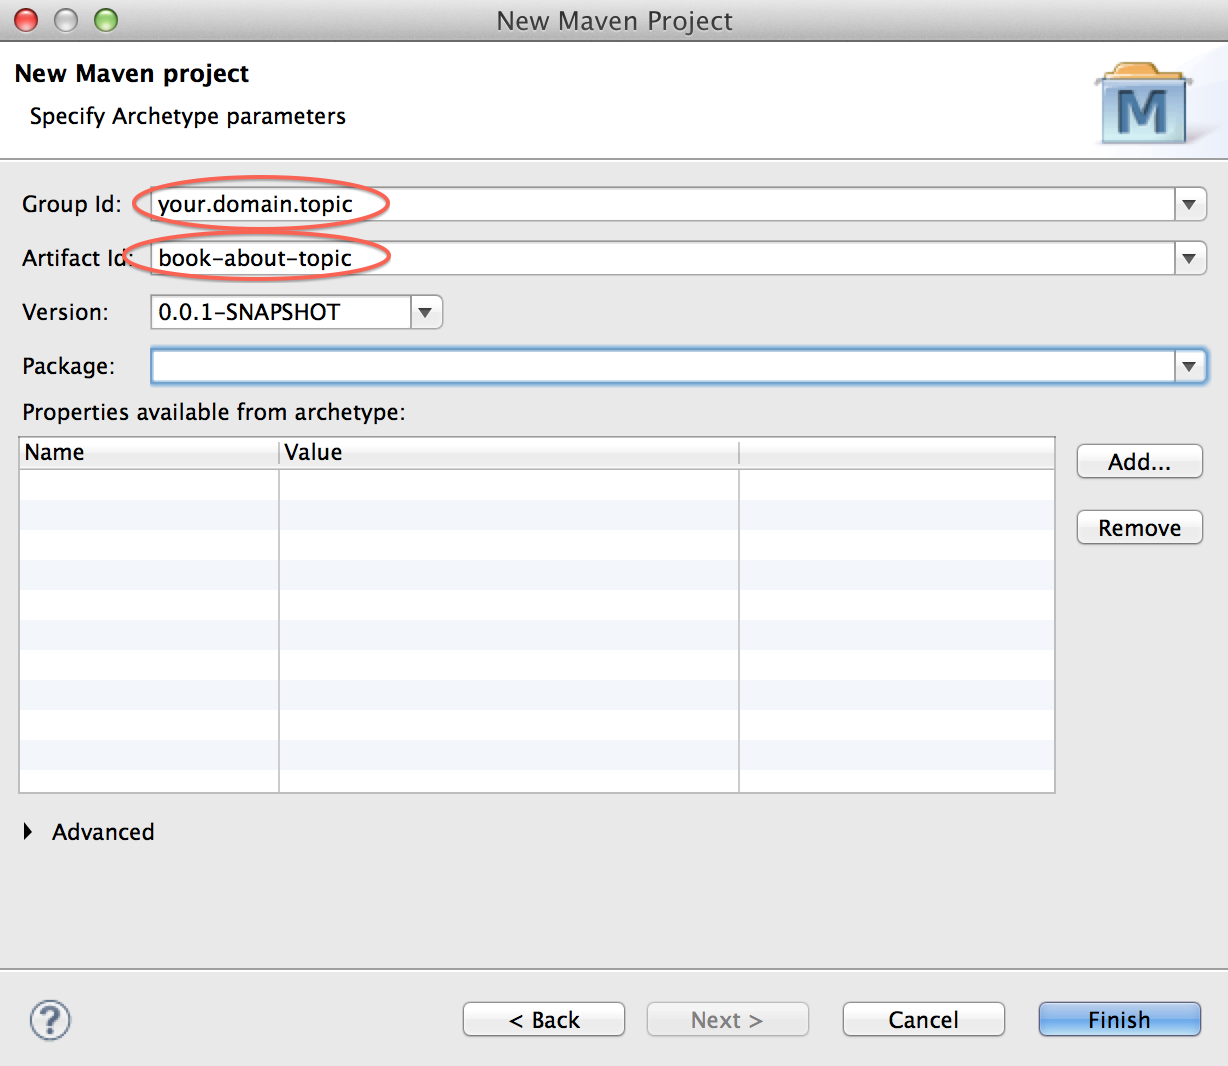 New Maven Project
New Maven project
Specify Archetype parameters
M
Group Id: your.domain.topic
Artifact Id: book-about-topic
Version: 0.0.1-SNAPSHOT
Package:
Properties available from archetype:
Name Value
Add...
Remove
Advanced
? < Back Next > Cancel Finish